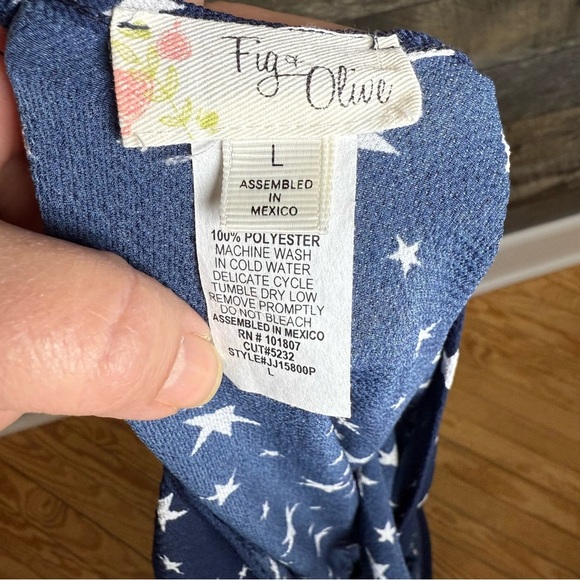 Fig & Olive
L
ASSEMBLED
IN
MEXICO
100% POLYESTER
MACHINE WASH
IN COLD WATER
DELICATE CYCLE
TUMBLE DRY LOW
REMOVE PROMPTLY
DO NOT BLEACH
ASSEMBLED IN MEXICO
RN # 101807
CUT#5232
STYLE#JJ15800P
L